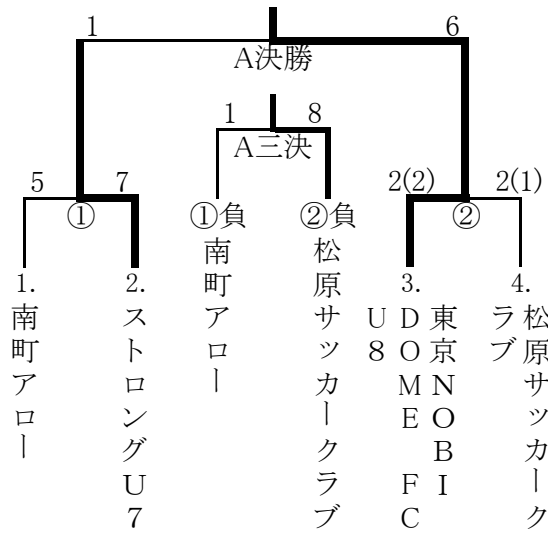 1 6
A決勝
1 8
A三決
5 7 2(2) 2(1)
① ①負 ②負 ②
南町アロー
松原サッカークラブ
1.
南町アロー
2.
ストロングU7
3.
東京NOBI
DOME FC
U8
4.
松原サッカーク
ラブ